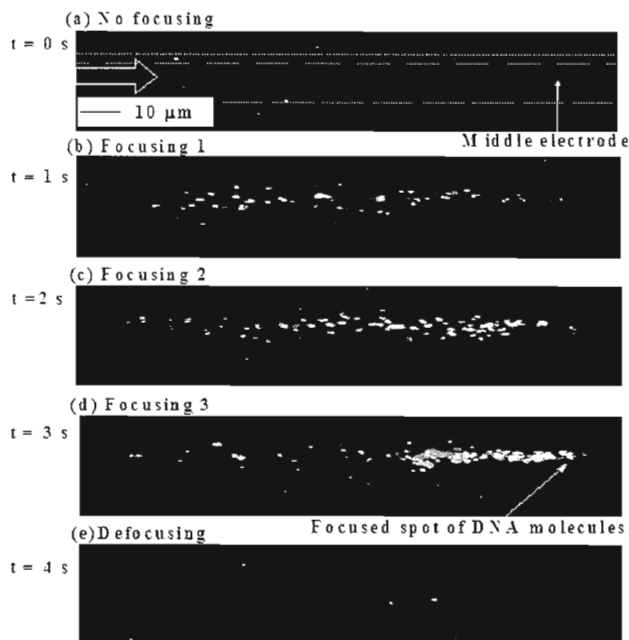 (a) No focusing
t = 0 s
10 µm
Middle electrode
(b) Focusing 1
t = 1 s
(c) Focusing 2
t =2 s
(d) Focusing 3
t = 3 s
Focused spot of DNA molecules
(e)Defocusing
t = 4 s